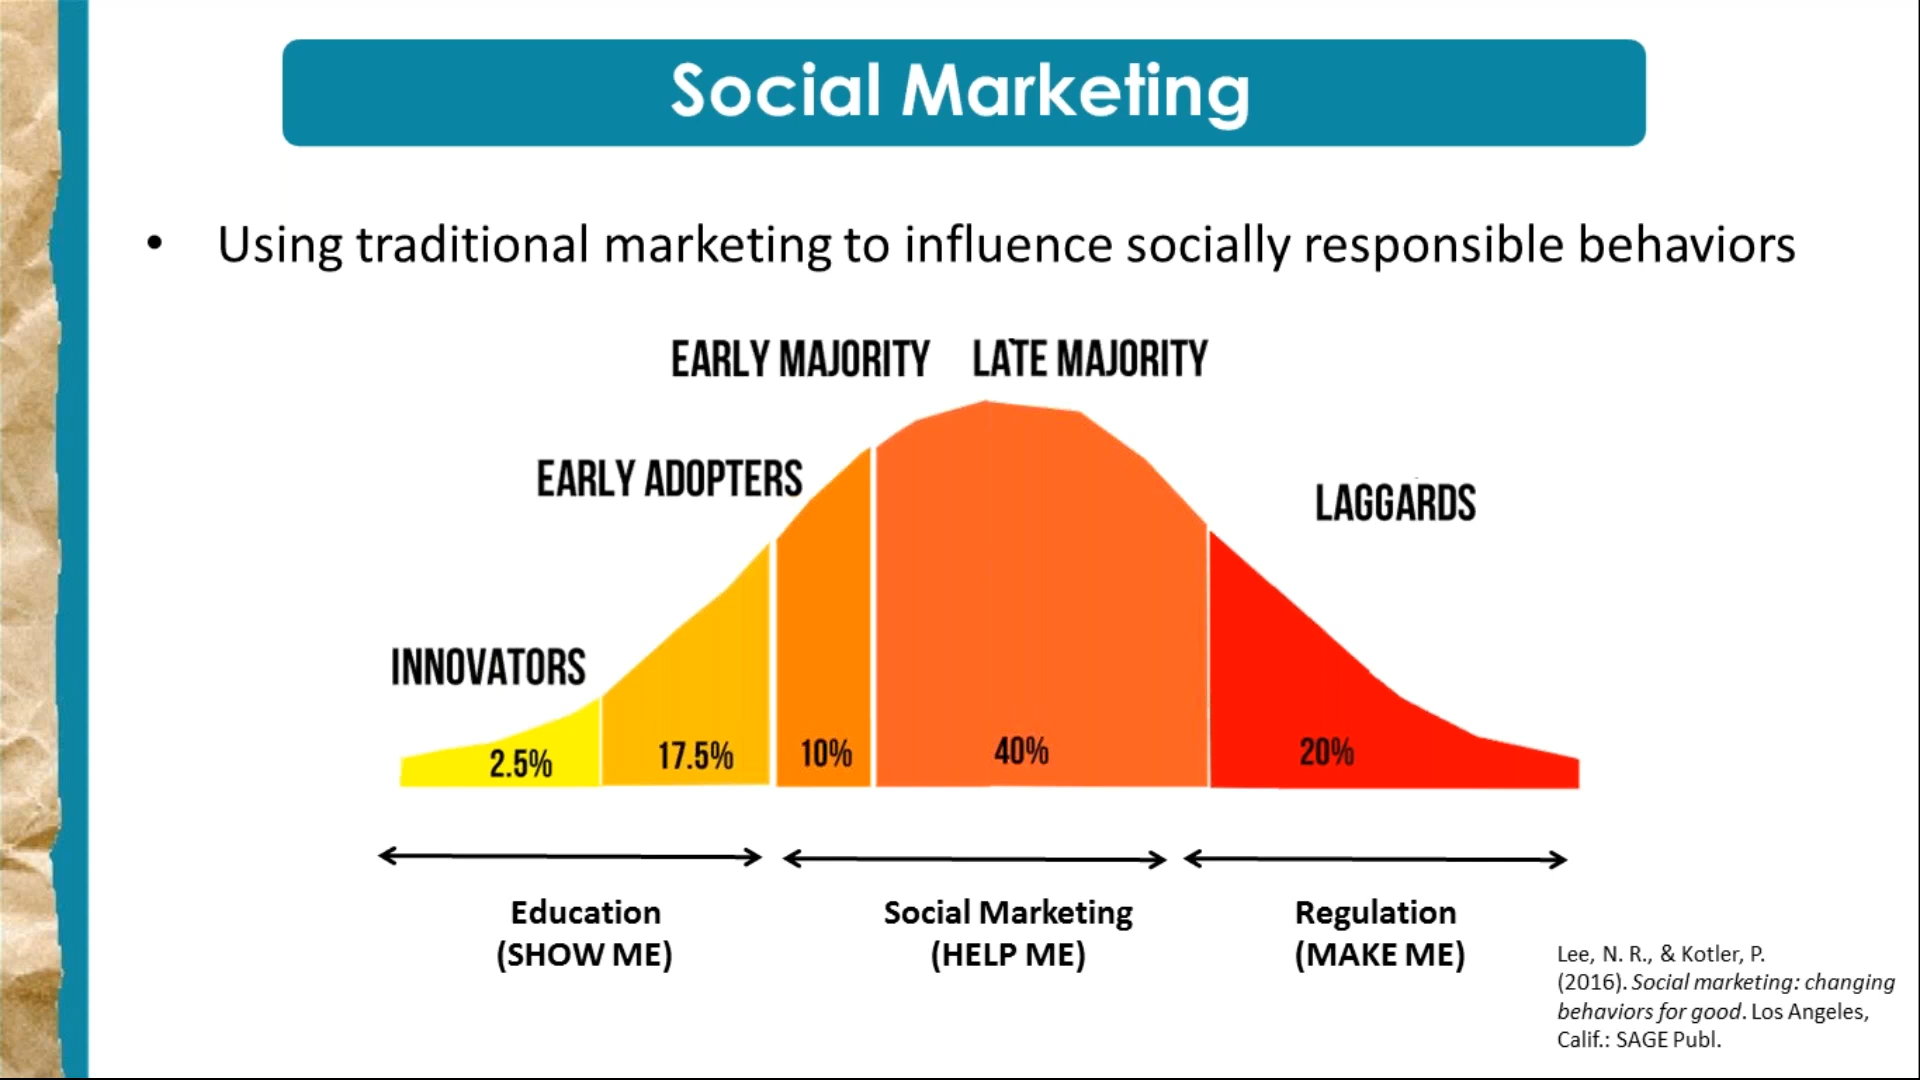 Social Marketing
• Using traditional marketing to influence socially responsible behaviors
EARLY MAJORITY LATE MAJORITY
EARLY ADOPTERS
LAGGARDS
INNOVATORS
2.5% 17.5% 10% 40% 20%
Education Social Marketing Regulation
(SHOW ME) (HELP ME) (MAKE ME)
Lee, N. R., & Kotler, P.
(2016). Social marketing: changing
behaviors for good. Los Angeles,
Calif.: SAGE Publ.